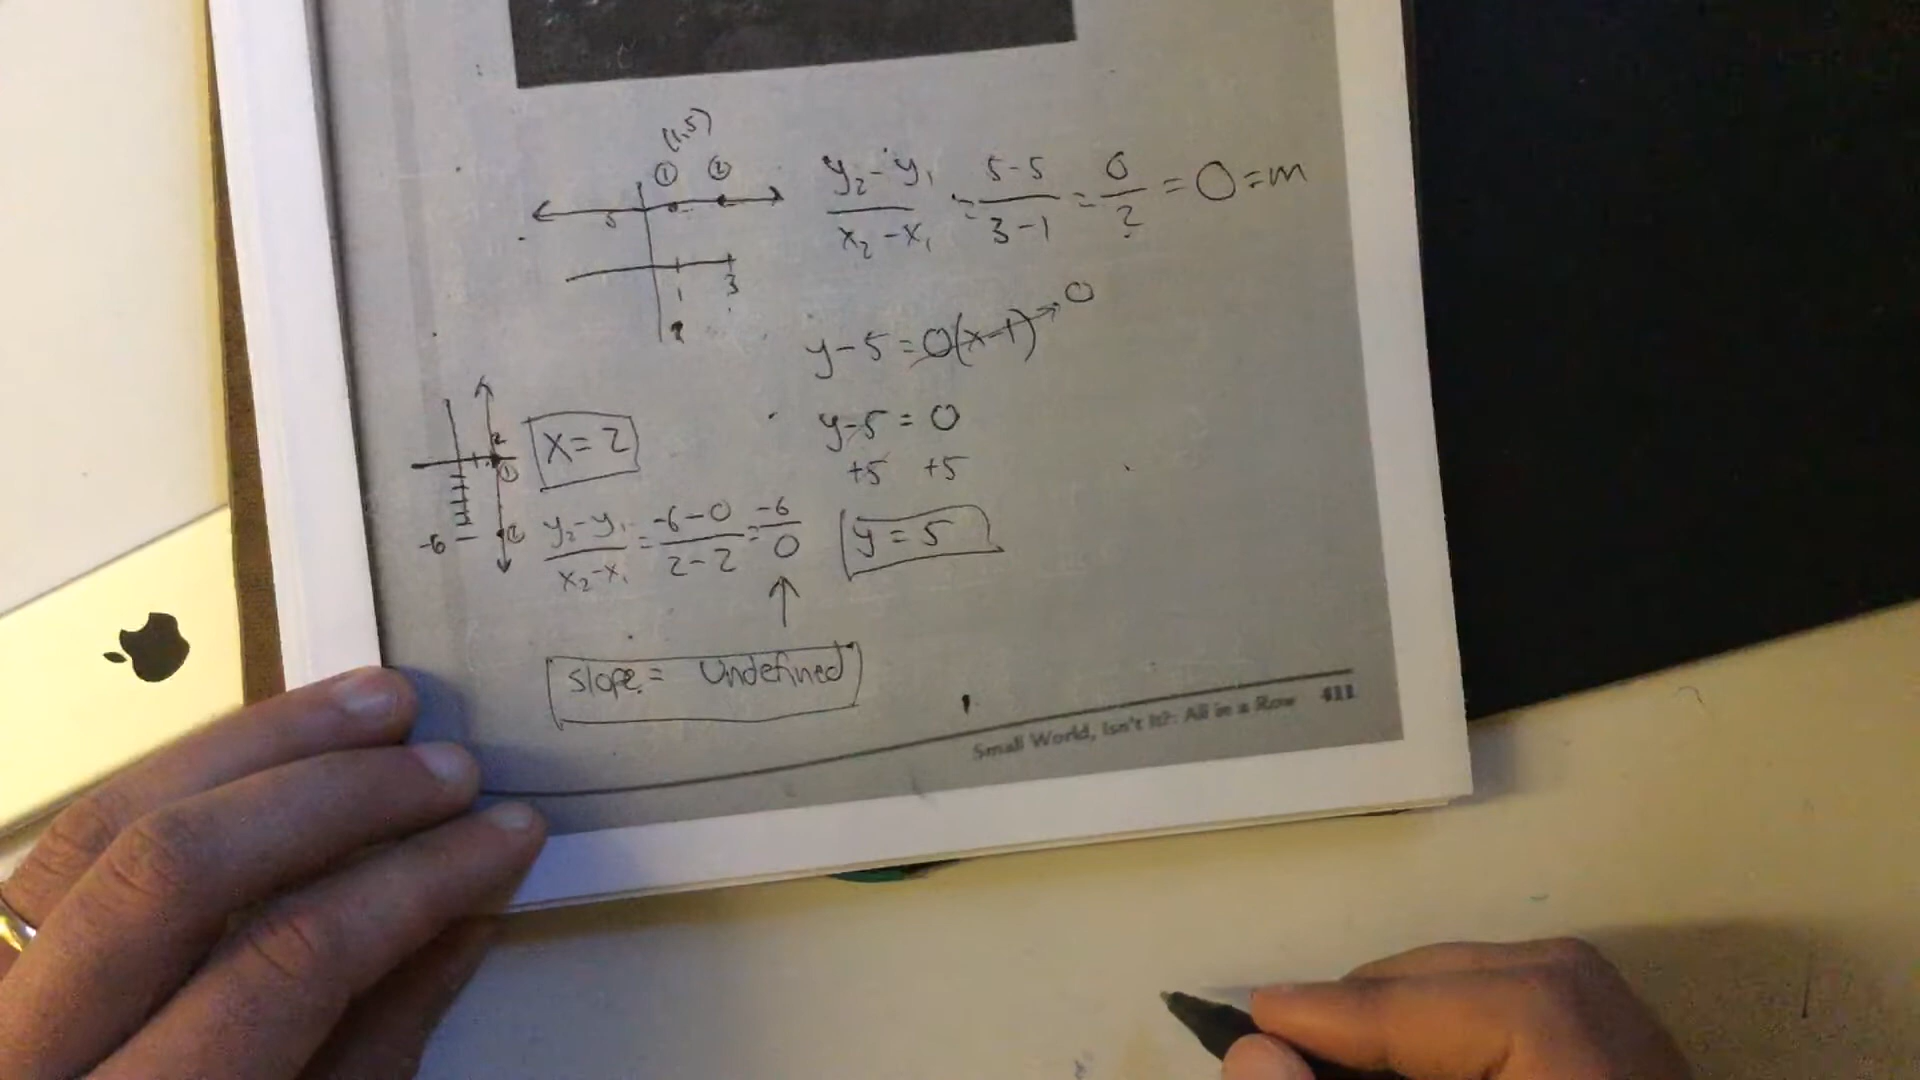 (1,5)
① ②
5
1 3
y₂-y₁/x₂-x₁ = 5-5/3-1 = 0/2 = 0=m
y-5=0(x-1) → 0
y-5=0
+5 +5
y=5
2
①
-6 ②
x=2
y₂-y₁/x₂-x₁ = -6-0/2-2 = -6/0
↑
slope= Undefined
Small World, Isn't It?: All in a Row 411